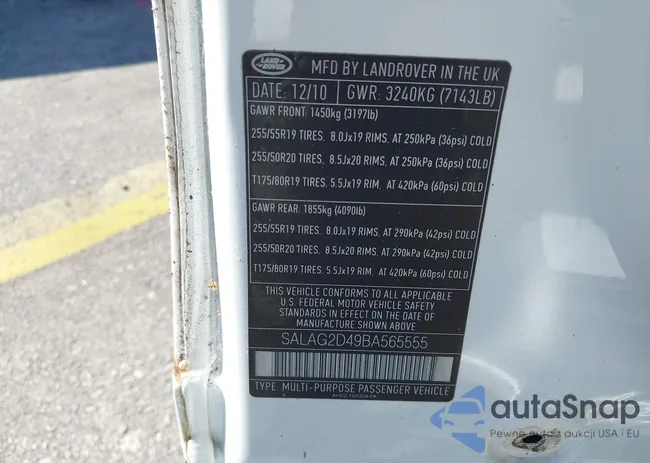 LAND
ROVER
MFD BY LANDROVER IN THE UK
DATE: 12/10 GWR: 3240KG (7143LB)
GAWR FRONT: 1450kg (3197lb)
255/55R19 TIRES. 8.0Jx19 RIMS. AT 250kPa (36psi) COLD
255/50R20 TIRES. 8.5Jx20 RIMS. AT 250kPa (36psi) COLD
T175/80R19 TIRES. 5.5Jx19 RIM. AT 420kPa (60psi) COLD
GAWR REAR: 1855kg (4090lb)
255/55R19 TIRES. 8.0Jx19 RIMS. AT 290kPa (42psi) COLD
255/50R20 TIRES. 8.5Jx20 RIMS. AT 290kPa (42psi) COLD
T175/80R19 TIRES. 5.5Jx19 RIM. AT 420kPa (60psi) COLD
THIS VEHICLE CONFORMS TO ALL APPLICABLE
U.S. FEDERAL MOTOR VEHICLE SAFETY
STANDARDS IN EFFECT ON THE DATE OF
MANUFACTURE SHOWN ABOVE
SALAG2D49BA565555
TYPE: MULTI-PURPOSE PASSENGER VEHICLE
autaSnap
Pewne auta z aukcji USA i EU